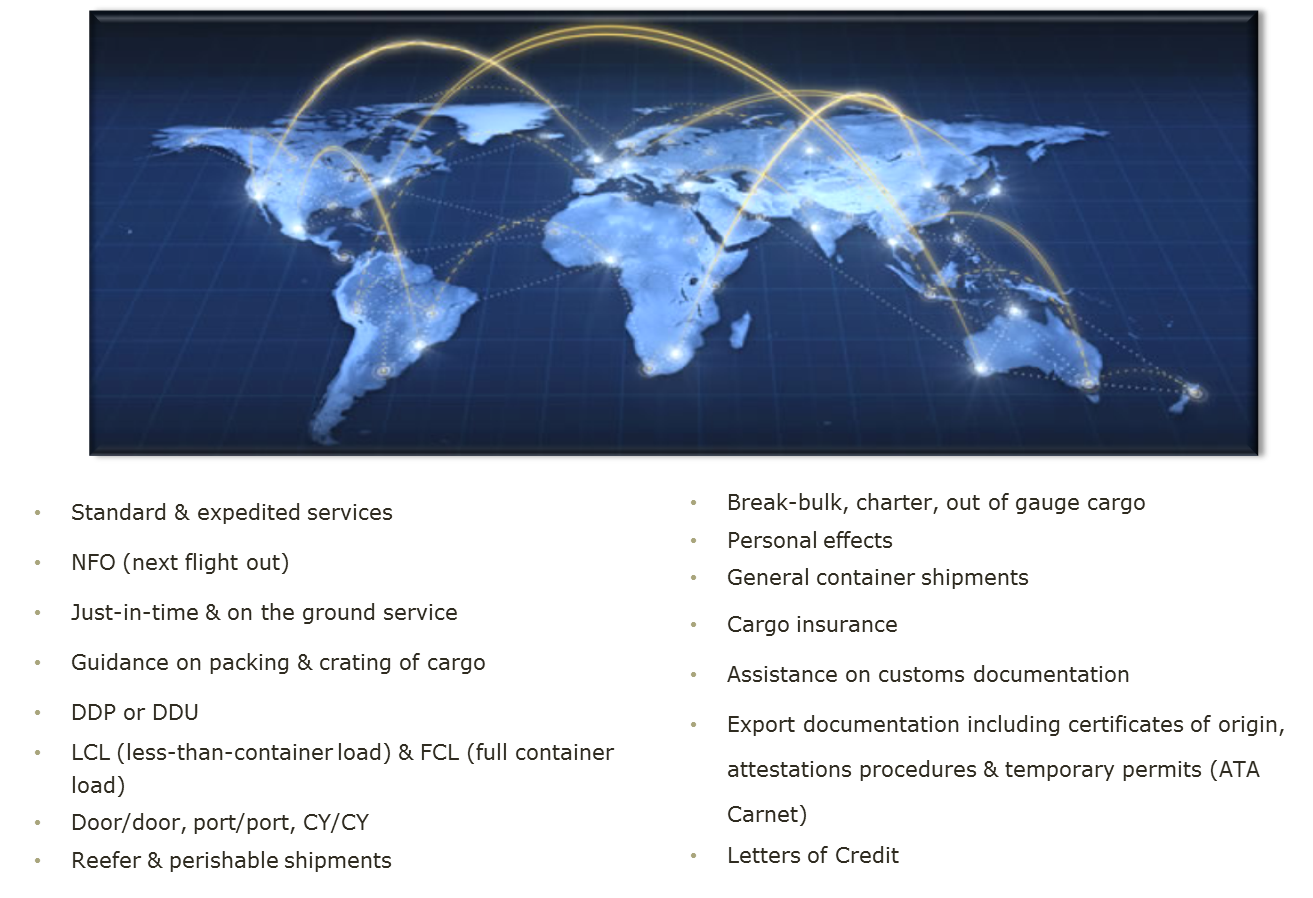 • Standard & expedited services
• NFO (next flight out)
• Just-in-time & on the ground service
• Guidance on packing & crating of cargo
• DDP or DDU
• LCL (less-than-container load) & FCL (full container
load)
• Door/door, port/port, CY/CY
• Reefer & perishable shipments
• Break-bulk, charter, out of gauge cargo
• Personal effects
• General container shipments
• Cargo insurance
• Assistance on customs documentation
• Export documentation including certificates of origin,
attestations procedures & temporary permits (ATA
Carnet)
• Letters of Credit